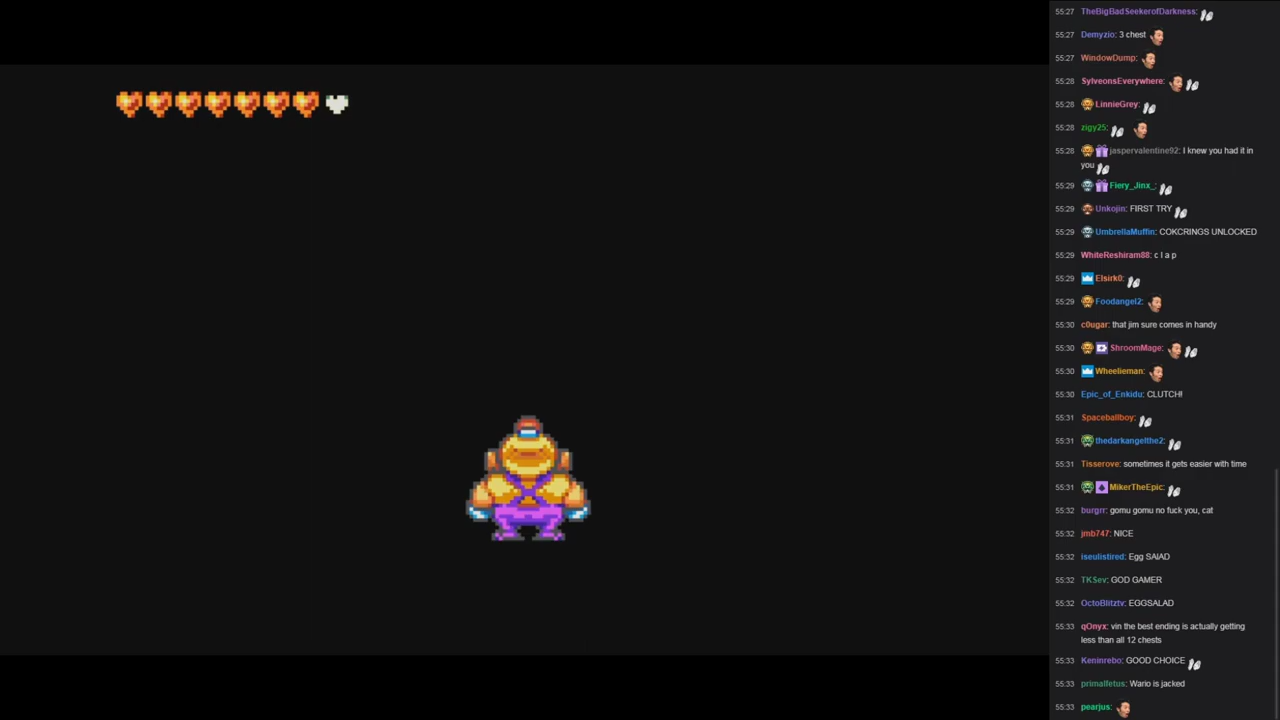 55:27 TheBigBadSeekerofDarkness:
55:27 Demyzio: 3 chest
55:27 WindowDump:
55:28 SylveonsEverywhere:
55:28 LinnieGrey:
55:28 zigy25:
55:28 jaspervalentine92: I knew you had it in
you
55:29 Fiery_Jinx_:
55:29 Unkojin: FIRST TRY
55:29 UmbrellaMuffin: COKCRINGS UNLOCKED
55:29 WhiteReshiram88: c l a p
55:29 Elsirk0:
55:29 Foodangel2:
55:30 c0ugar: that jim sure comes in handy
55:30 ShroomMage:
55:30 Wheelieman:
55:30 Epic_of_Enkidu: CLUTCH!
55:31 Spaceballboy:
55:31 thedarkangelthe2:
55:31 Tisserove: sometimes it gets easier with time
55:31 MikerTheEpic:
55:32 burgrr: gomu gomu no fuck you, cat
55:32 jmb747: NICE
55:32 iseulistired: Egg SAlAD
55:32 TKSev: GOD GAMER
55:32 OctoBlitztv: EGGSALAD
55:33 qOnyx: vin the best ending is actually getting
less than all 12 chests
55:33 Keninrebo: GOOD CHOICE
55:33 primalfetus: Wario is jacked
55:33 pearjus: